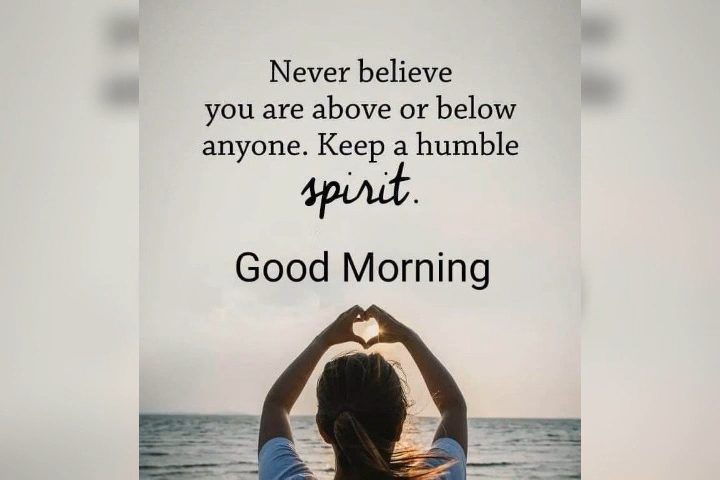 Never believe
you are above or below
anyone. Keep a humble
spirit.
Good Morning